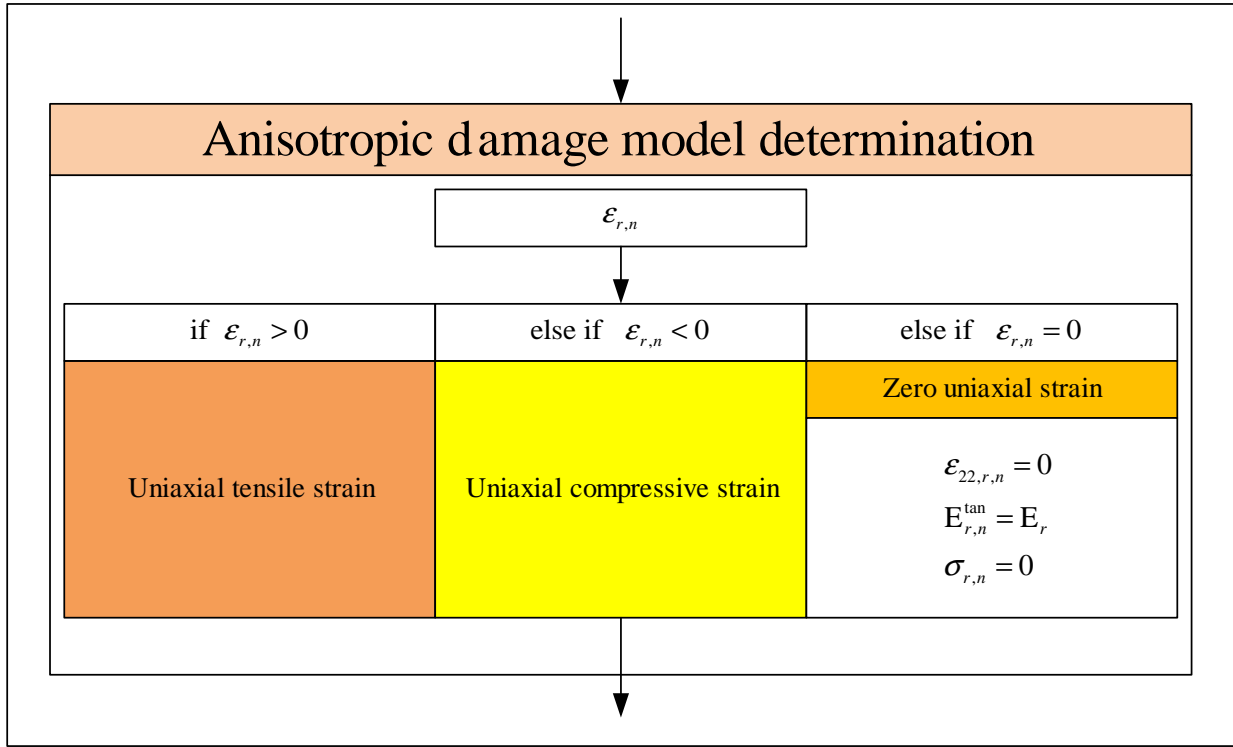 Anisotropic damage model determination
ε_{r,n}
if ε_{r,n} > 0
else if ε_{r,n} < 0
else if ε_{r,n} = 0
Zero uniaxial strain
Uniaxial tensile strain
Uniaxial compressive strain
ε_{22,r,n} = 0
E_{r,n}^{tan} = E_r
σ_{r,n} = 0